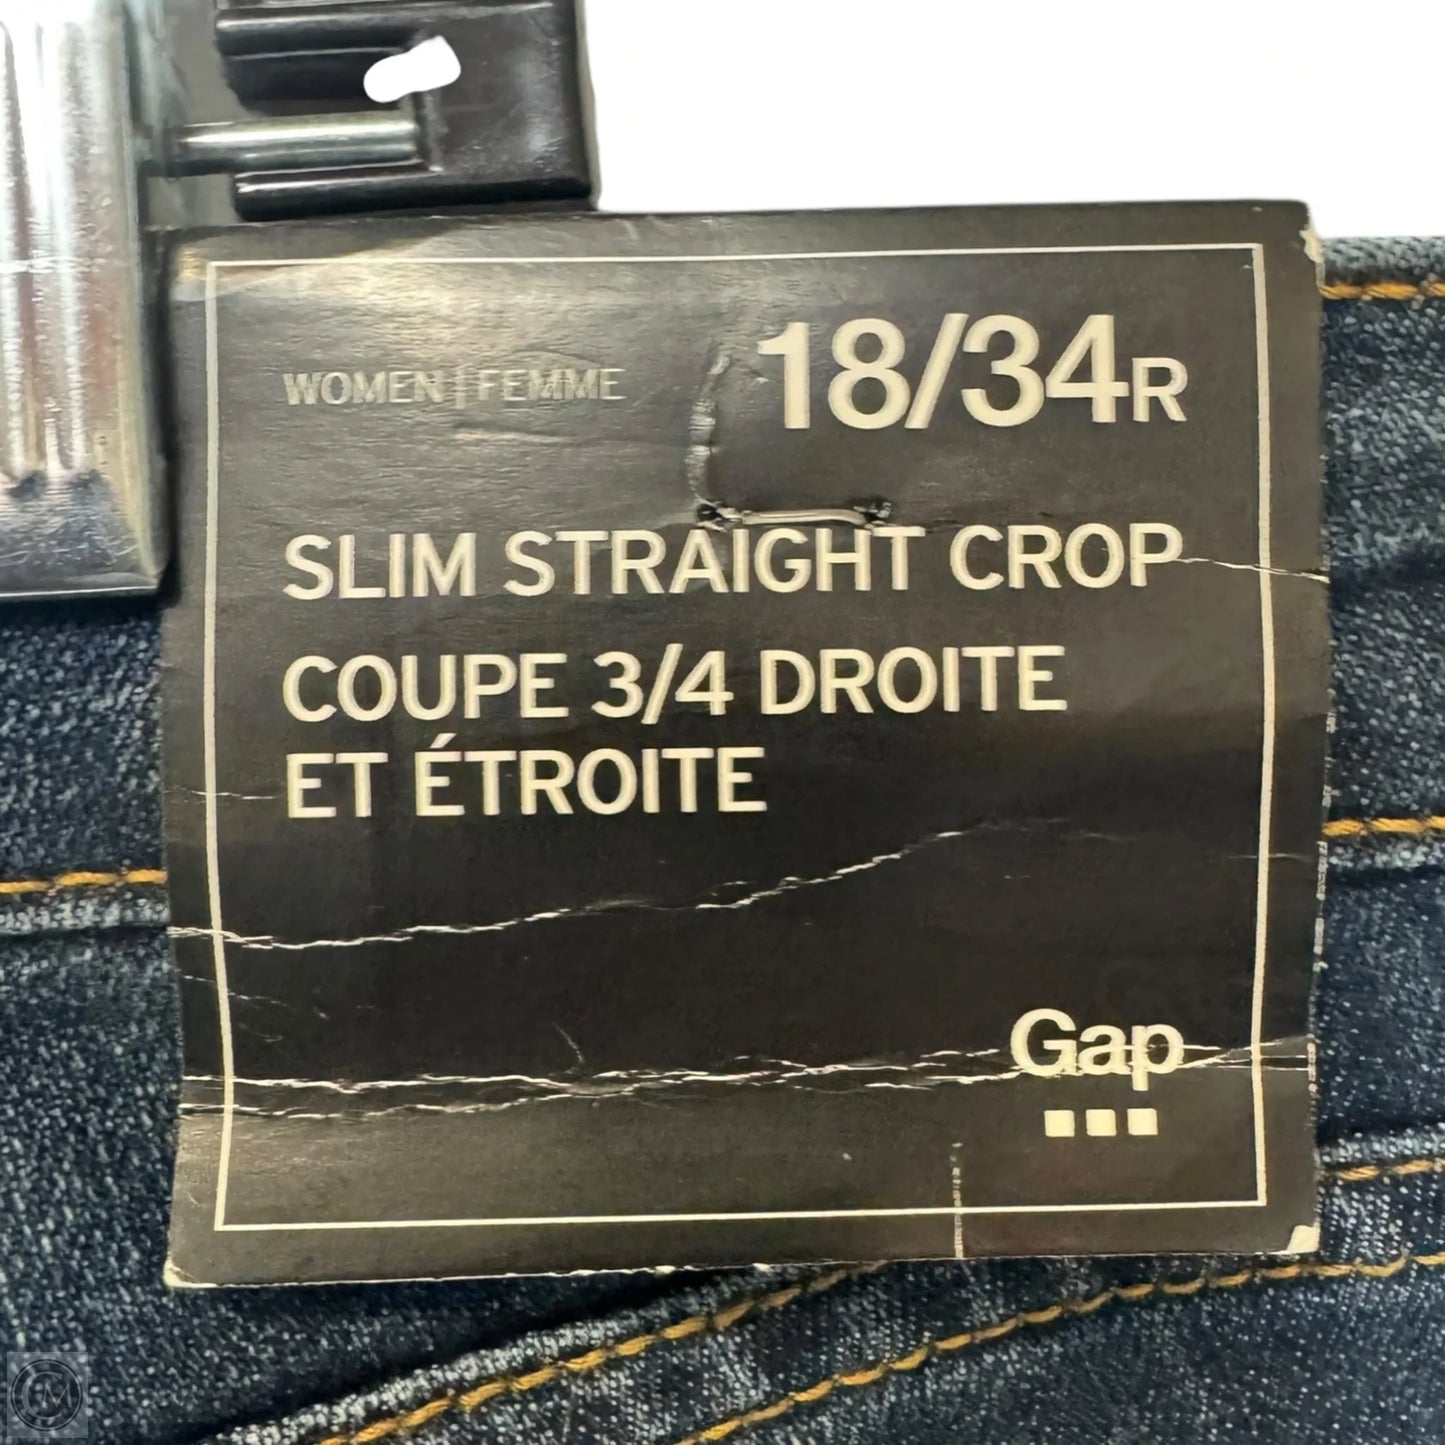 WOMEN | FEMME
18/34R
SLIM STRAIGHT CROP
COUPE 3/4 DROITE
ET ÉTROITE
Gap